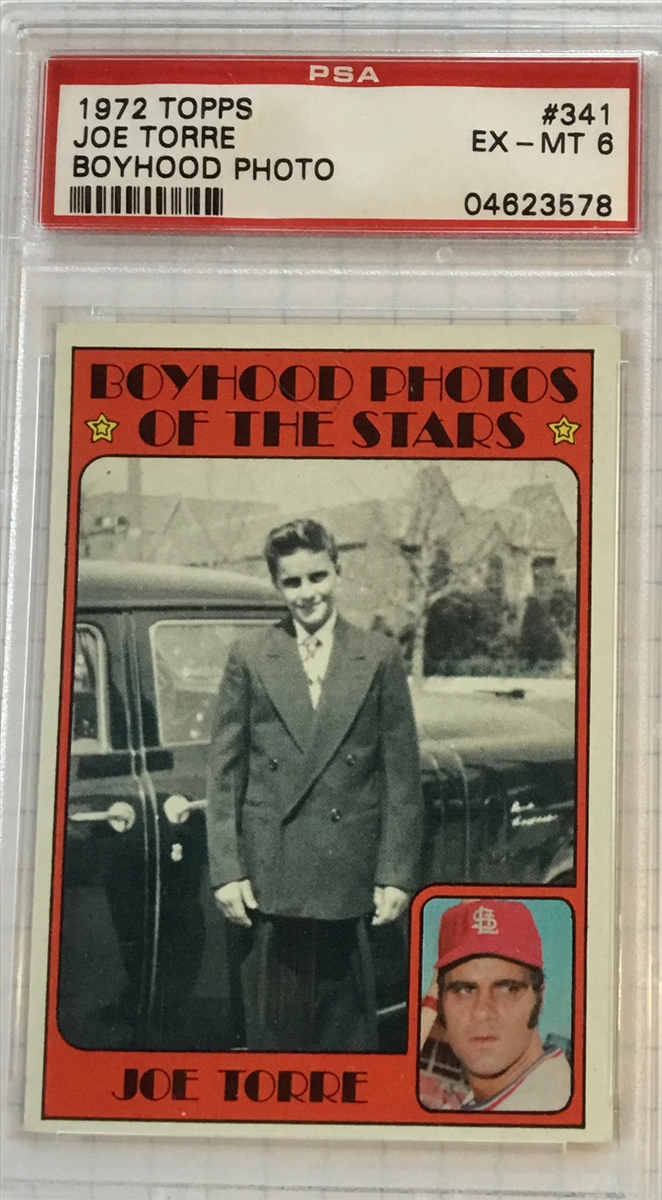 PSA
1972 TOPPS #341
JOE TORRE EX - MT 6
BOYHOOD PHOTO
04623578
BOYHOOD PHOTOS
OF THE STARS
STL
JOE TORRE